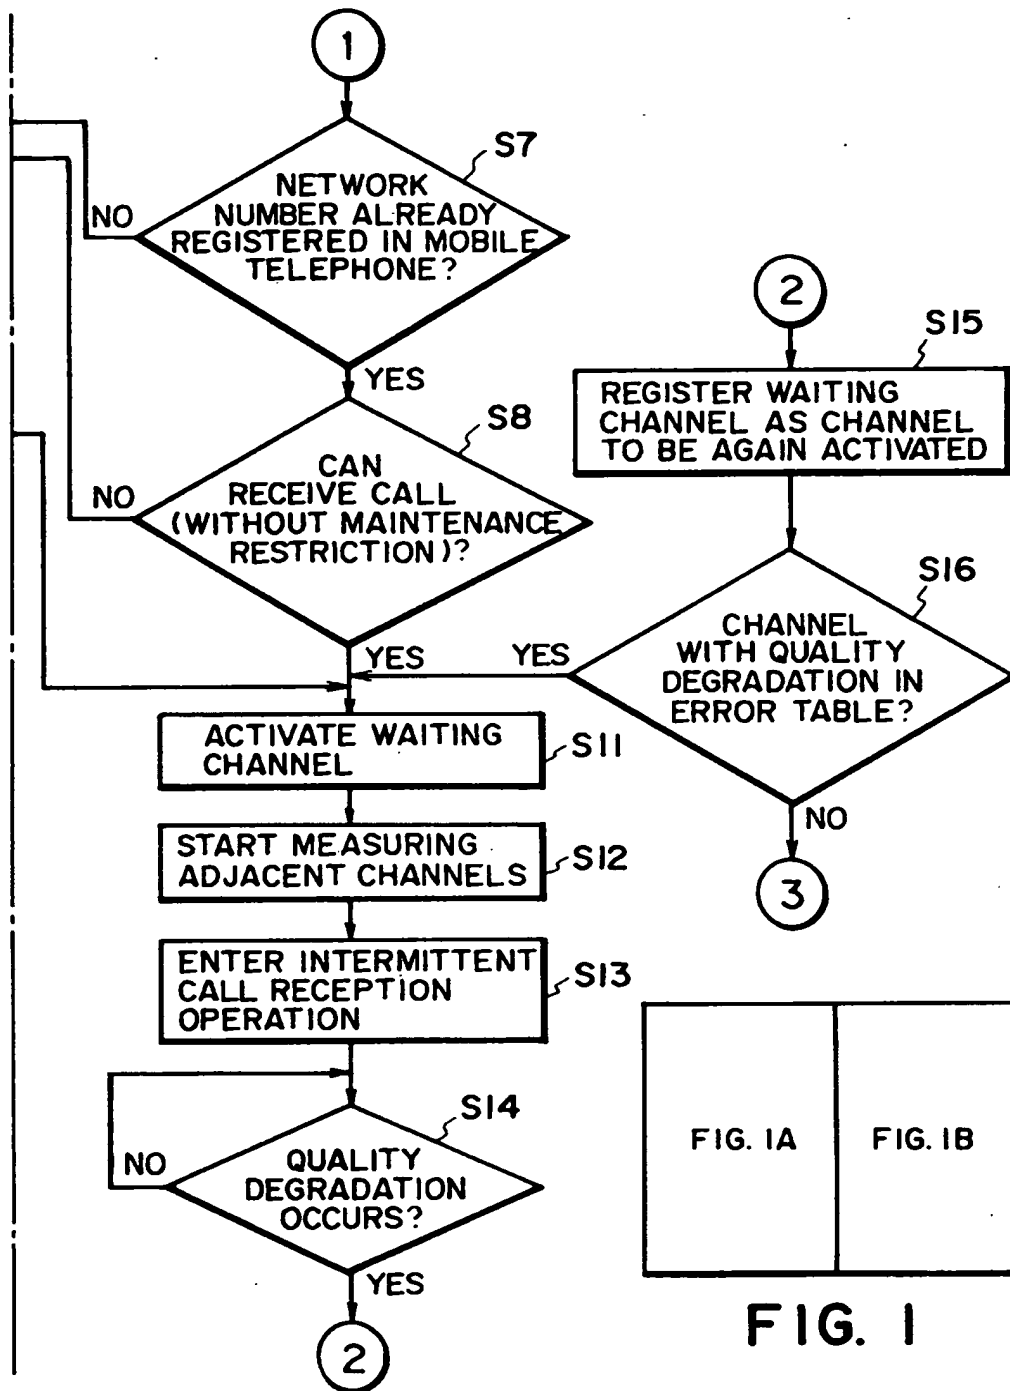 1
S7
NETWORK
NUMBER ALREADY
REGISTERED IN MOBILE
TELEPHONE?
NO
YES
S8
CAN
RECEIVE CALL
(WITHOUT MAINTENANCE
RESTRICTION)?
NO
YES
ACTIVATE WAITING
CHANNEL
S11
START MEASURING
ADJACENT CHANNELS
S12
ENTER INTERMITTENT
CALL RECEPTION
OPERATION
S13
S14
QUALITY
DEGRADATION
OCCURS?
NO
YES
2
2
S15
REGISTER WAITING
CHANNEL AS CHANNEL
TO BE AGAIN ACTIVATED
S16
CHANNEL
WITH QUALITY
DEGRADATION IN
ERROR TABLE?
YES
NO
3
FIG. 1A
FIG. 1B
FIG. 1